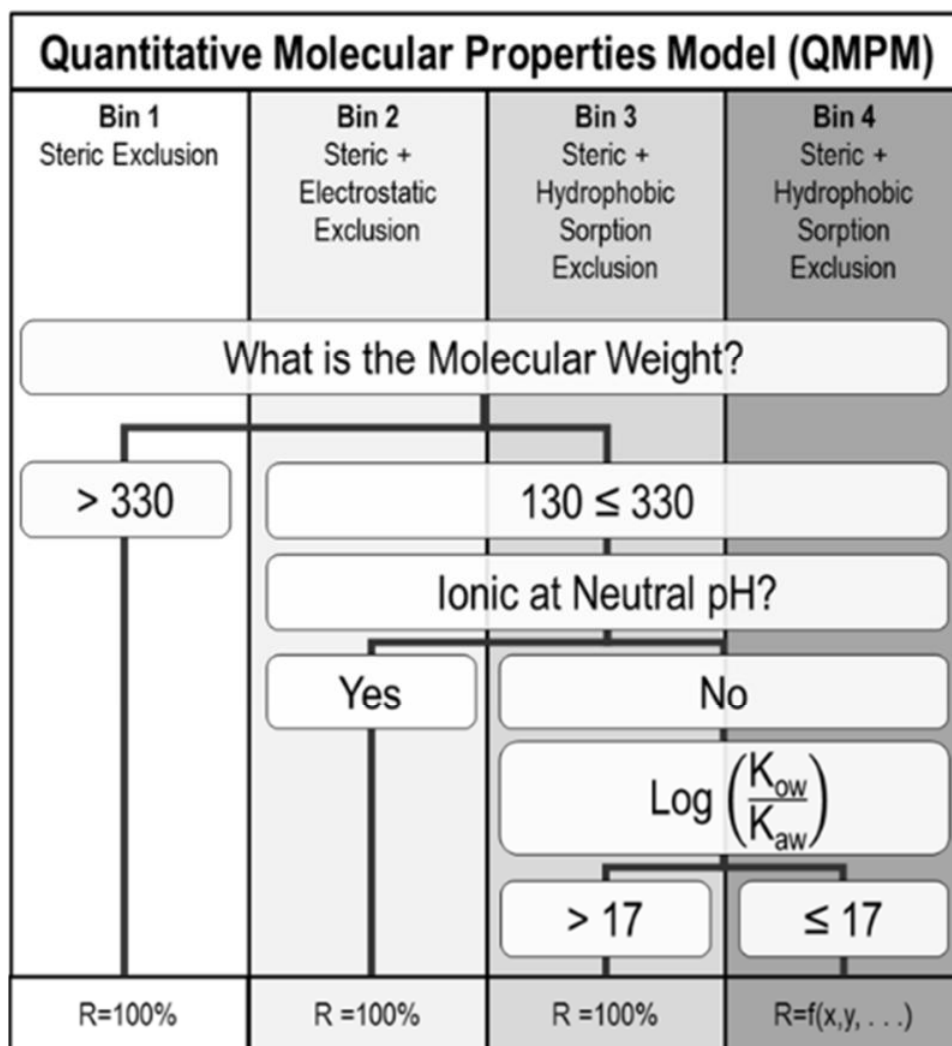 Quantitative Molecular Properties Model (QMPM)
Bin 1
Steric Exclusion
Bin 2
Steric +
Electrostatic
Exclusion
Bin 3
Steric +
Hydrophobic
Sorption
Exclusion
Bin 4
Steric +
Hydrophobic
Sorption
Exclusion
What is the Molecular Weight?
> 330
130 ≤ 330
Ionic at Neutral pH?
Yes
No
Log (K_ow/K_aw)
> 17
≤ 17
R=100%
R =100%
R =100%
R=f(x,y, . . .)